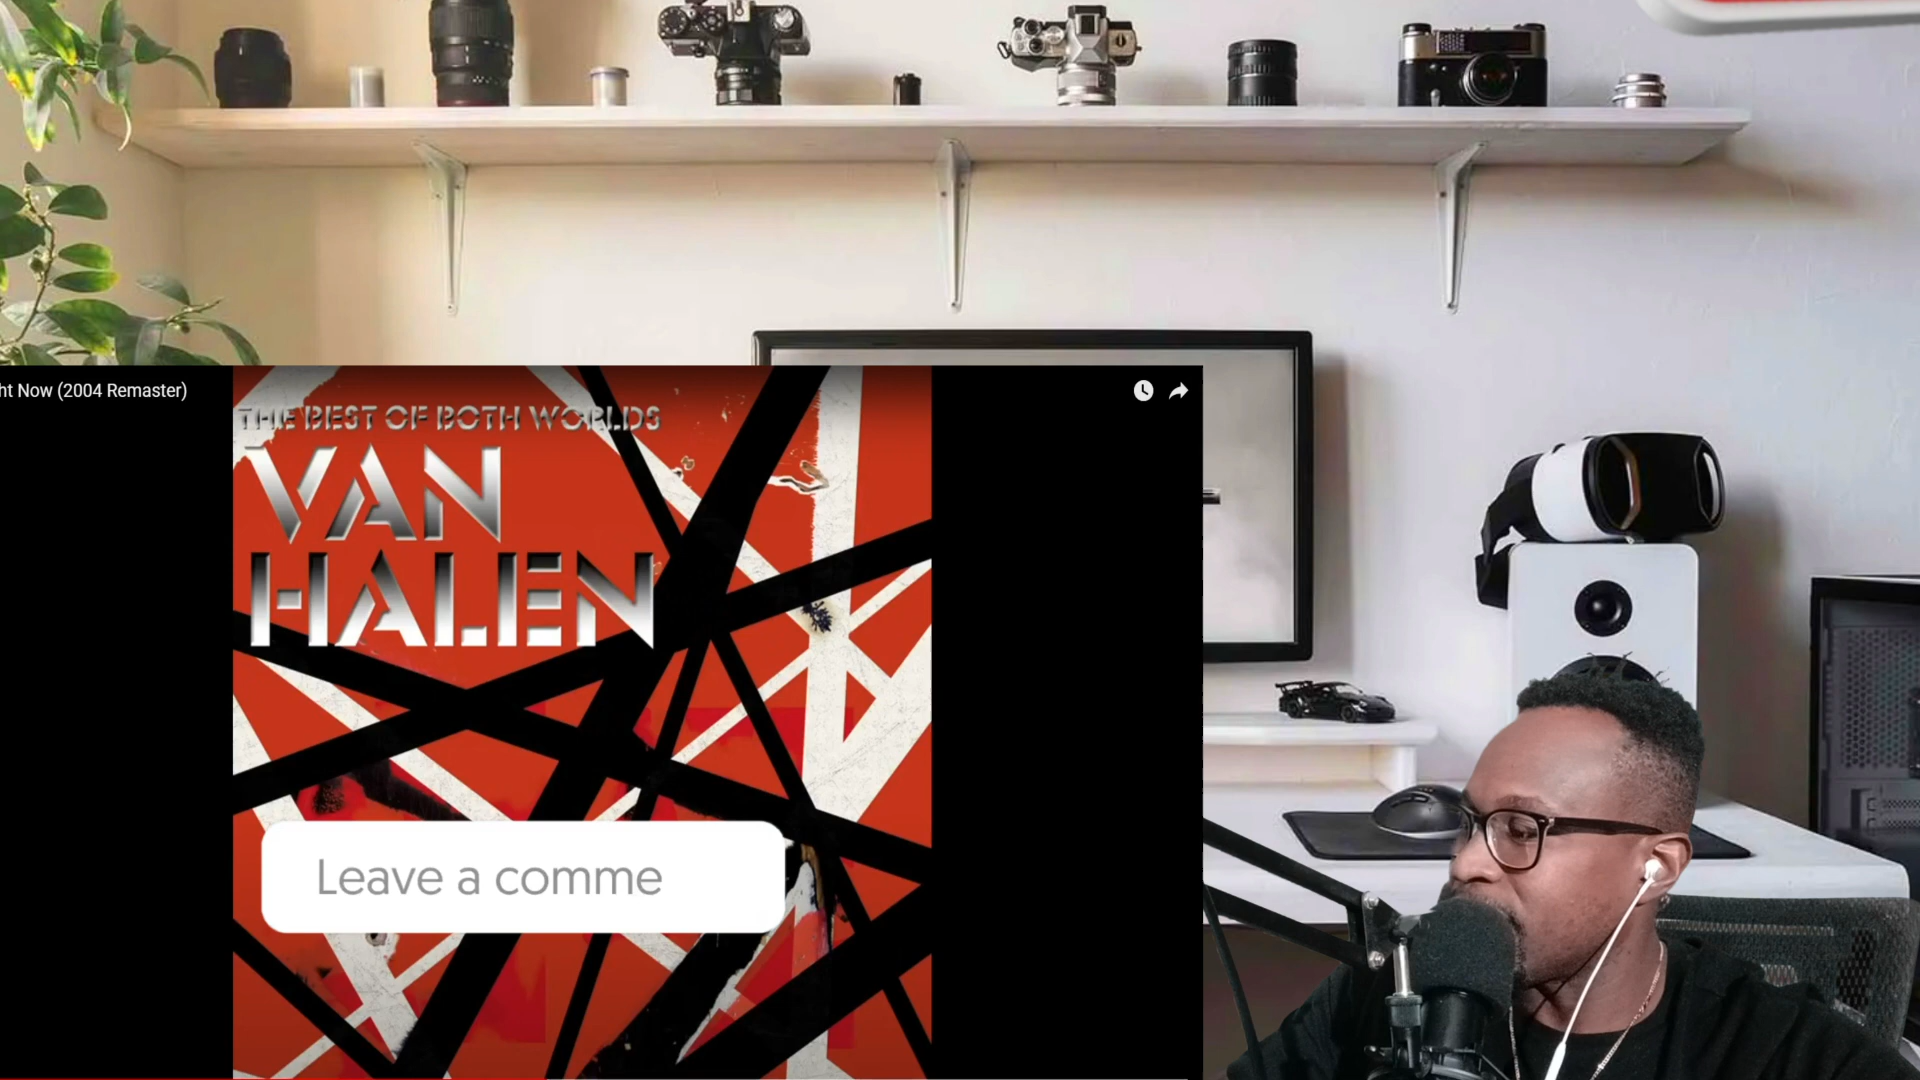 ht Now (2004 Remaster)
THE BEST OF BOTH WORLDS
VAN
HALEN
Leave a comme